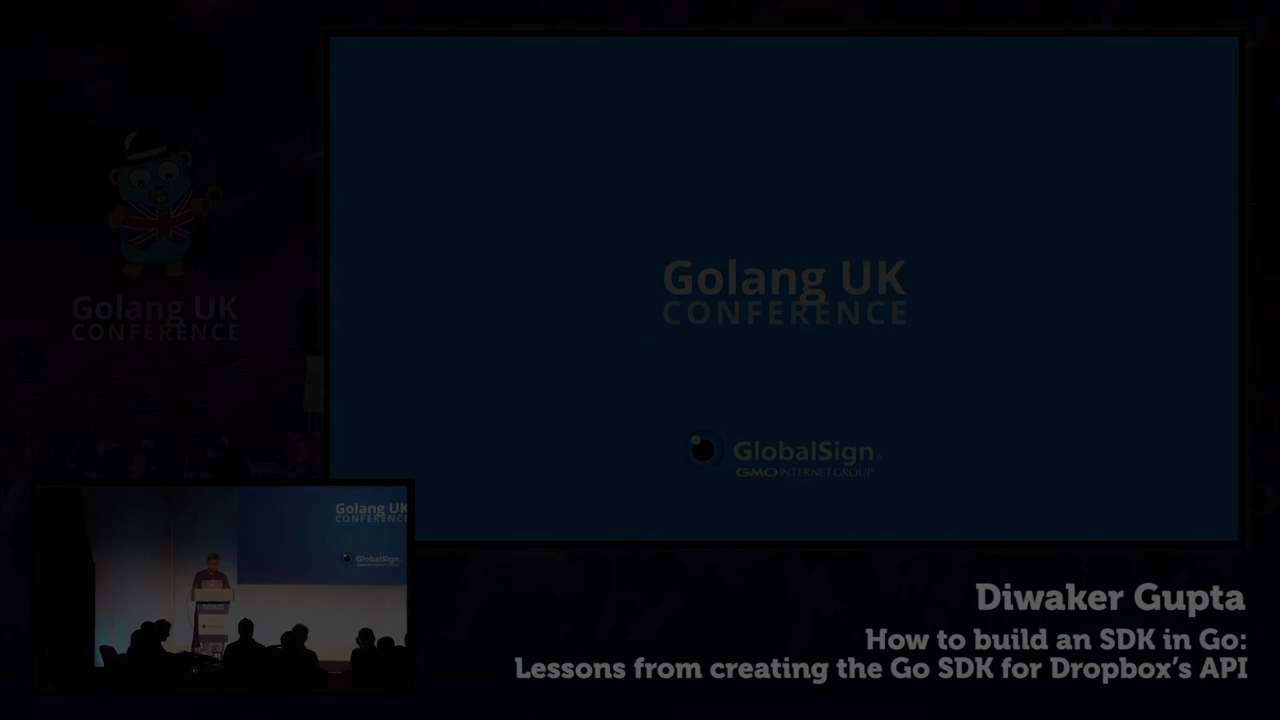 Golang UK
CONFERENCE
Golang UK
CONFERENCE
GlobalSign
GMO INTERNET GROUP
Golang UK
CONFERENCE
GlobalSign
Diwaker Gupta
How to build an SDK in Go:
Lessons from creating the Go SDK for Dropbox's API